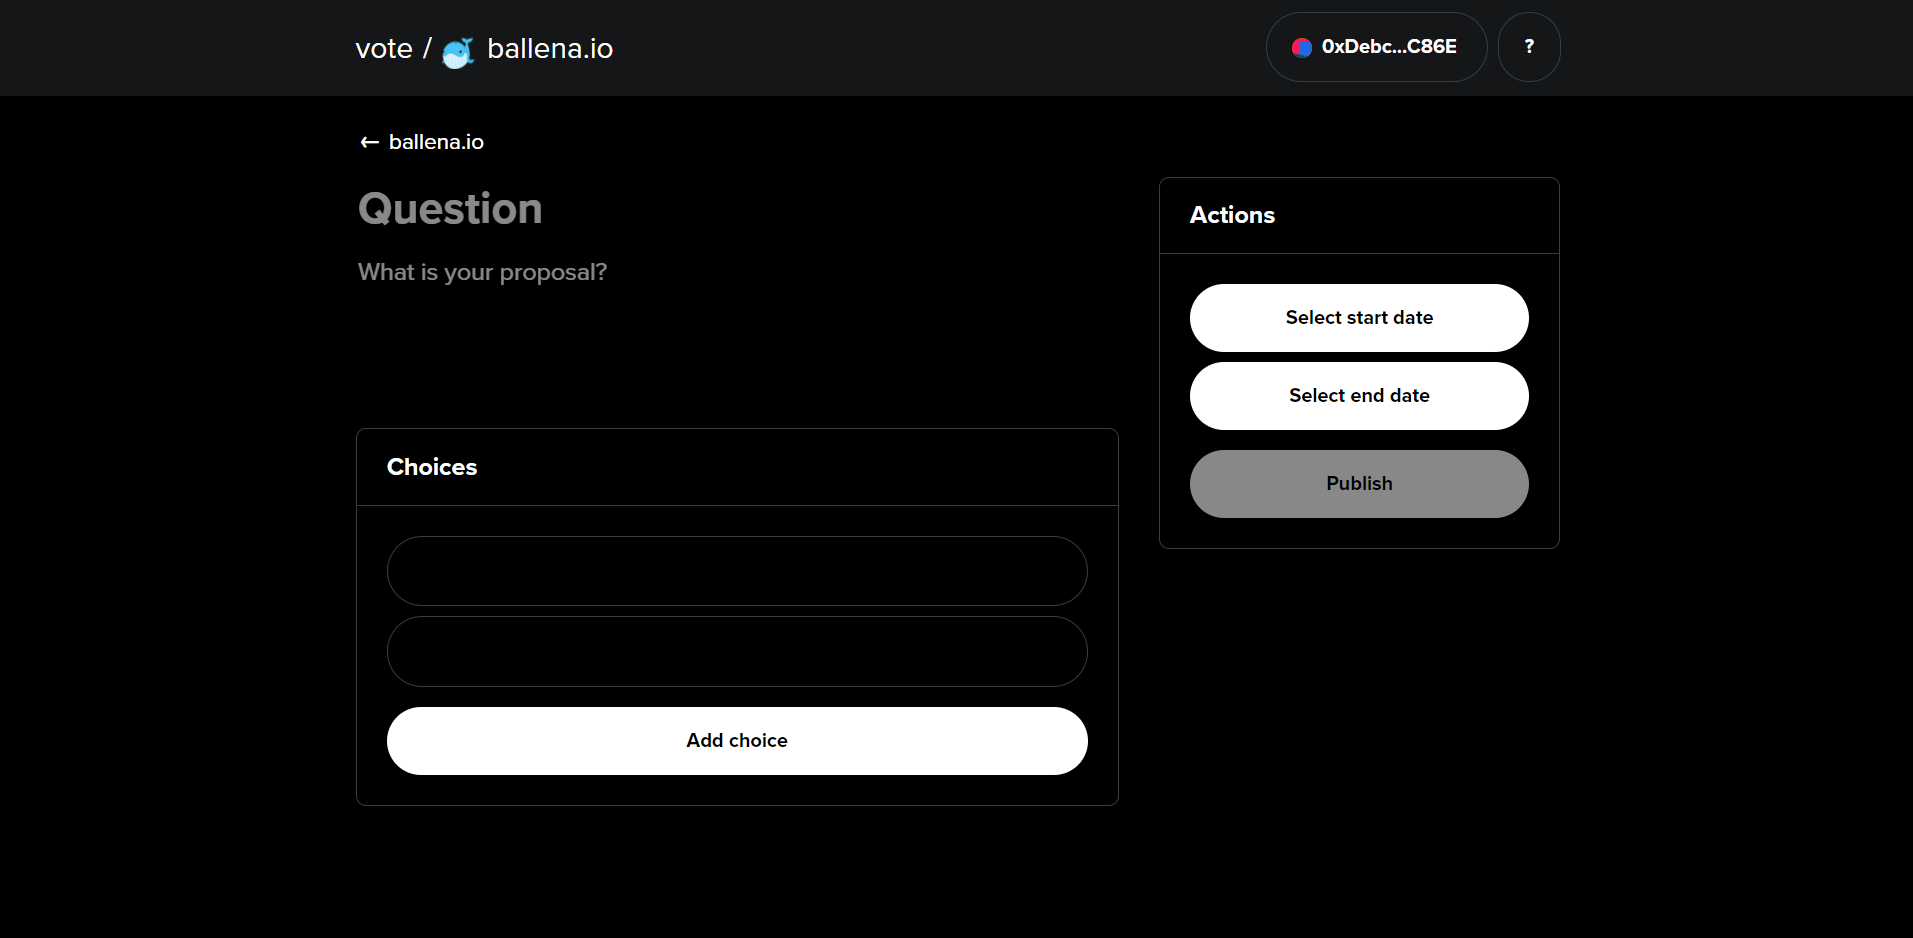 vote / ballena.io
0xDebc...C86E
?
← ballena.io
Question
What is your proposal?
Actions
Select start date
Select end date
Publish
Choices
Add choice